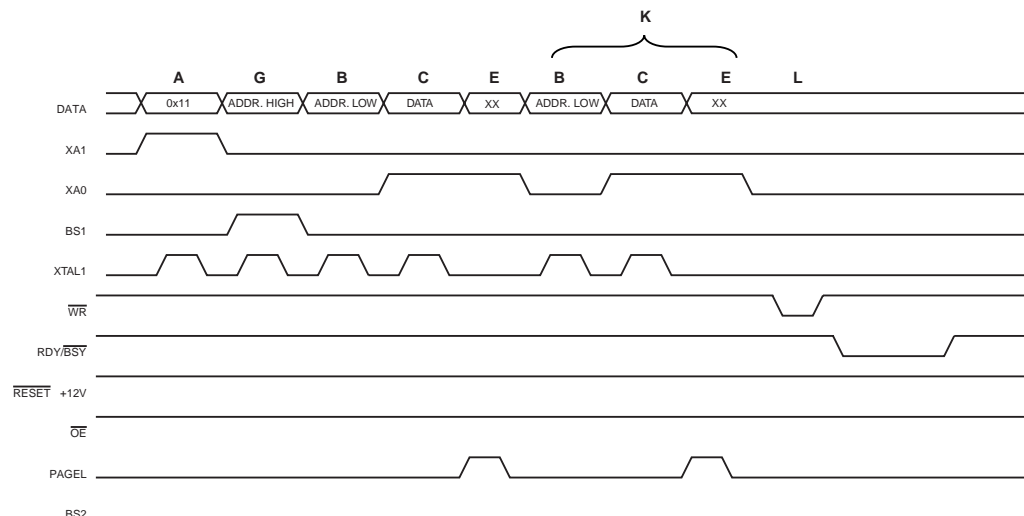 K
A G B C E B C E L
DATA 0x11 ADDR. HIGH ADDR. LOW DATA XX ADDR. LOW DATA XX
XA1
XA0
BS1
XTAL1
WR
RDY/BSY
RESET +12V
OE
PAGEL
BS2